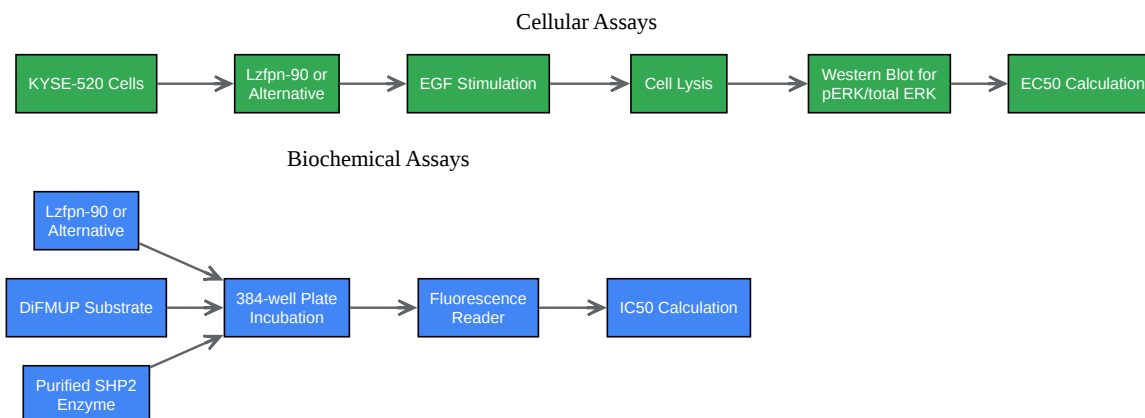 Cellular Assays
KYSE-520 Cells
Lzfpn-90 or
Alternative
EGF Stimulation
Cell Lysis
Western Blot for
pERK/total ERK
EC50 Calculation
Biochemical Assays
Lzfpn-90 or
Alternative
DiFMUP Substrate
384-well Plate
Incubation
Fluorescence
Reader
IC50 Calculation
Purified SHP2
Enzyme